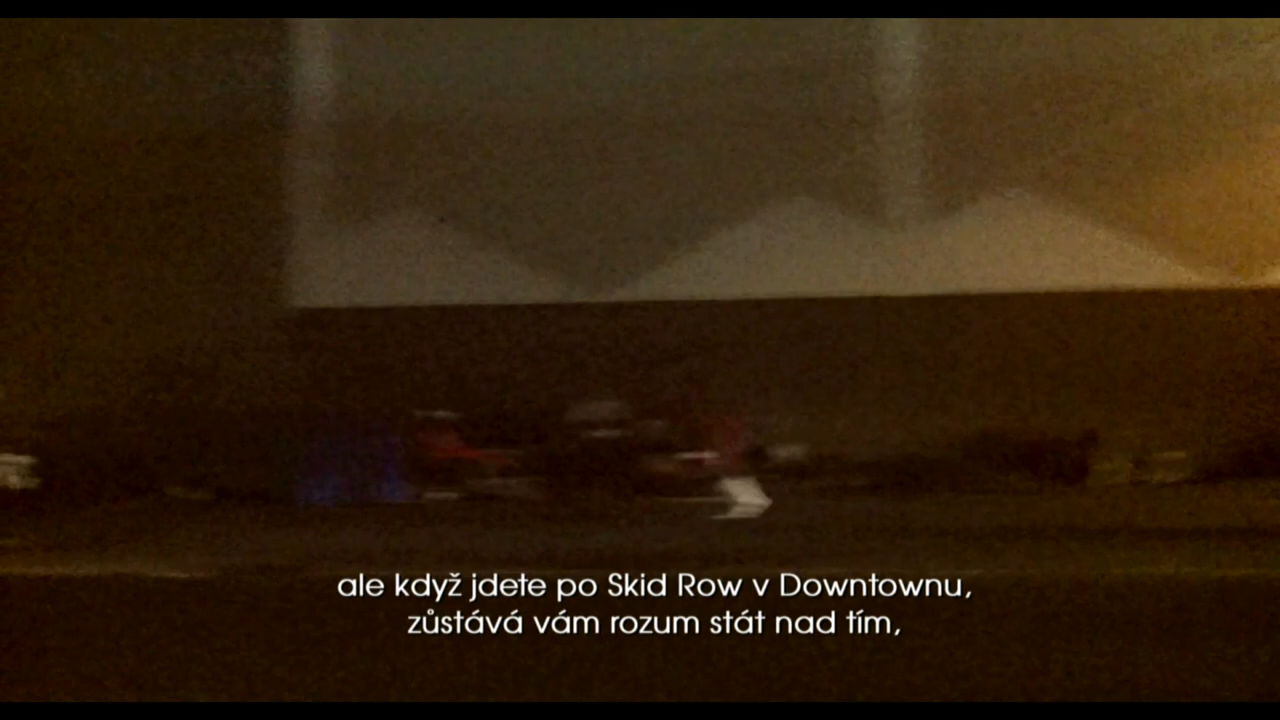 ale když jdete po Skid Row v Downtownu,
zůstává vám rozum stát nad tím,